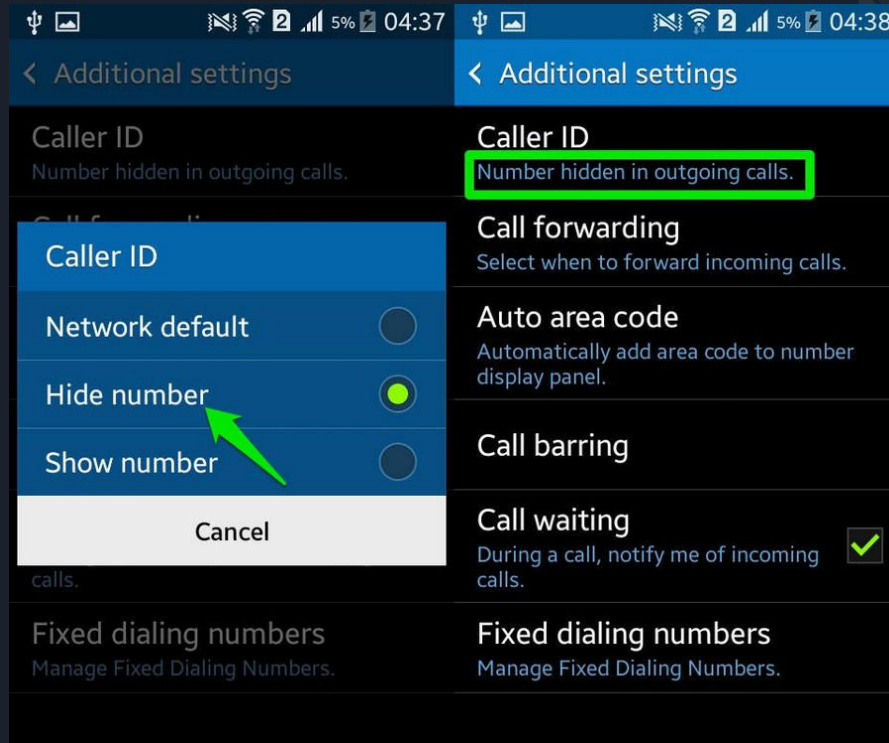 2 5% 04:37
Additional settings
Caller ID
Number hidden in outgoing calls.
Caller ID
Network default
Hide number
Show number
Cancel
calls.
Fixed dialing numbers
Manage Fixed Dialing Numbers.
2 5% 04:38
Additional settings
Caller ID
Number hidden in outgoing calls.
Call forwarding
Select when to forward incoming calls.
Auto area code
Automatically add area code to number
display panel.
Call barring
Call waiting
During a call, notify me of incoming
calls.
Fixed dialing numbers
Manage Fixed Dialing Numbers.